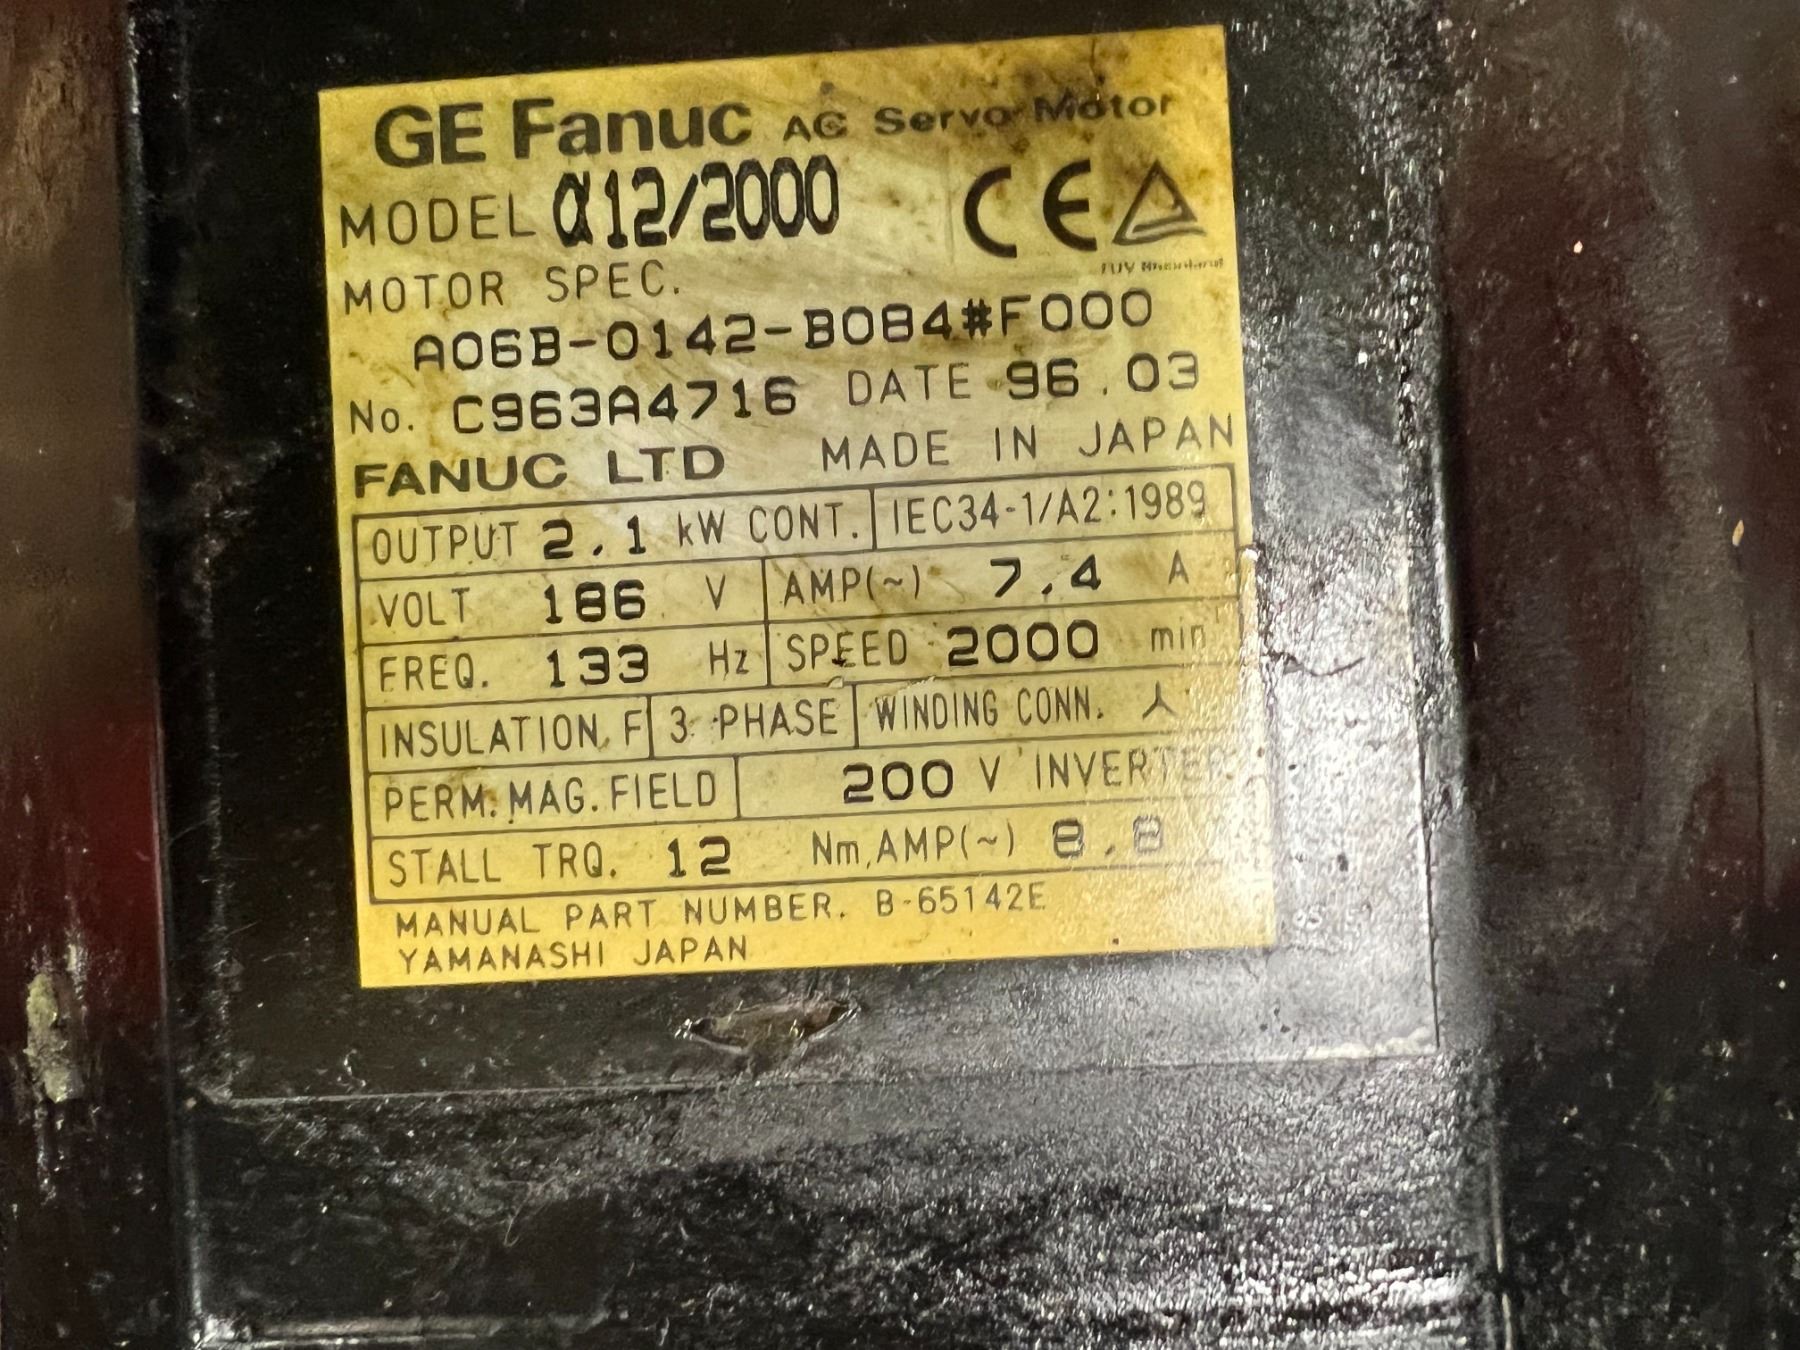 GE Fanuc AC Servo Motor
MODEL α12/2000 CE
TUV Rheinland
MOTOR SPEC.
A06B-0142-B084#F000
No. C963A4716 DATE 96.03
FANUC LTD MADE IN JAPAN
OUTPUT 2.1 kW CONT. IEC34-1/A2:1989
VOLT 186 V AMP(~) 7.4 A
FREQ. 133 Hz SPEED 2000 min
INSULATION F 3 PHASE WINDING CONN. 人
PERM. MAG. FIELD 200 V INVERTER
STALL TRQ. 12 Nm, AMP(~) 8.8
MANUAL PART NUMBER. B-65142E
YAMANASHI JAPAN